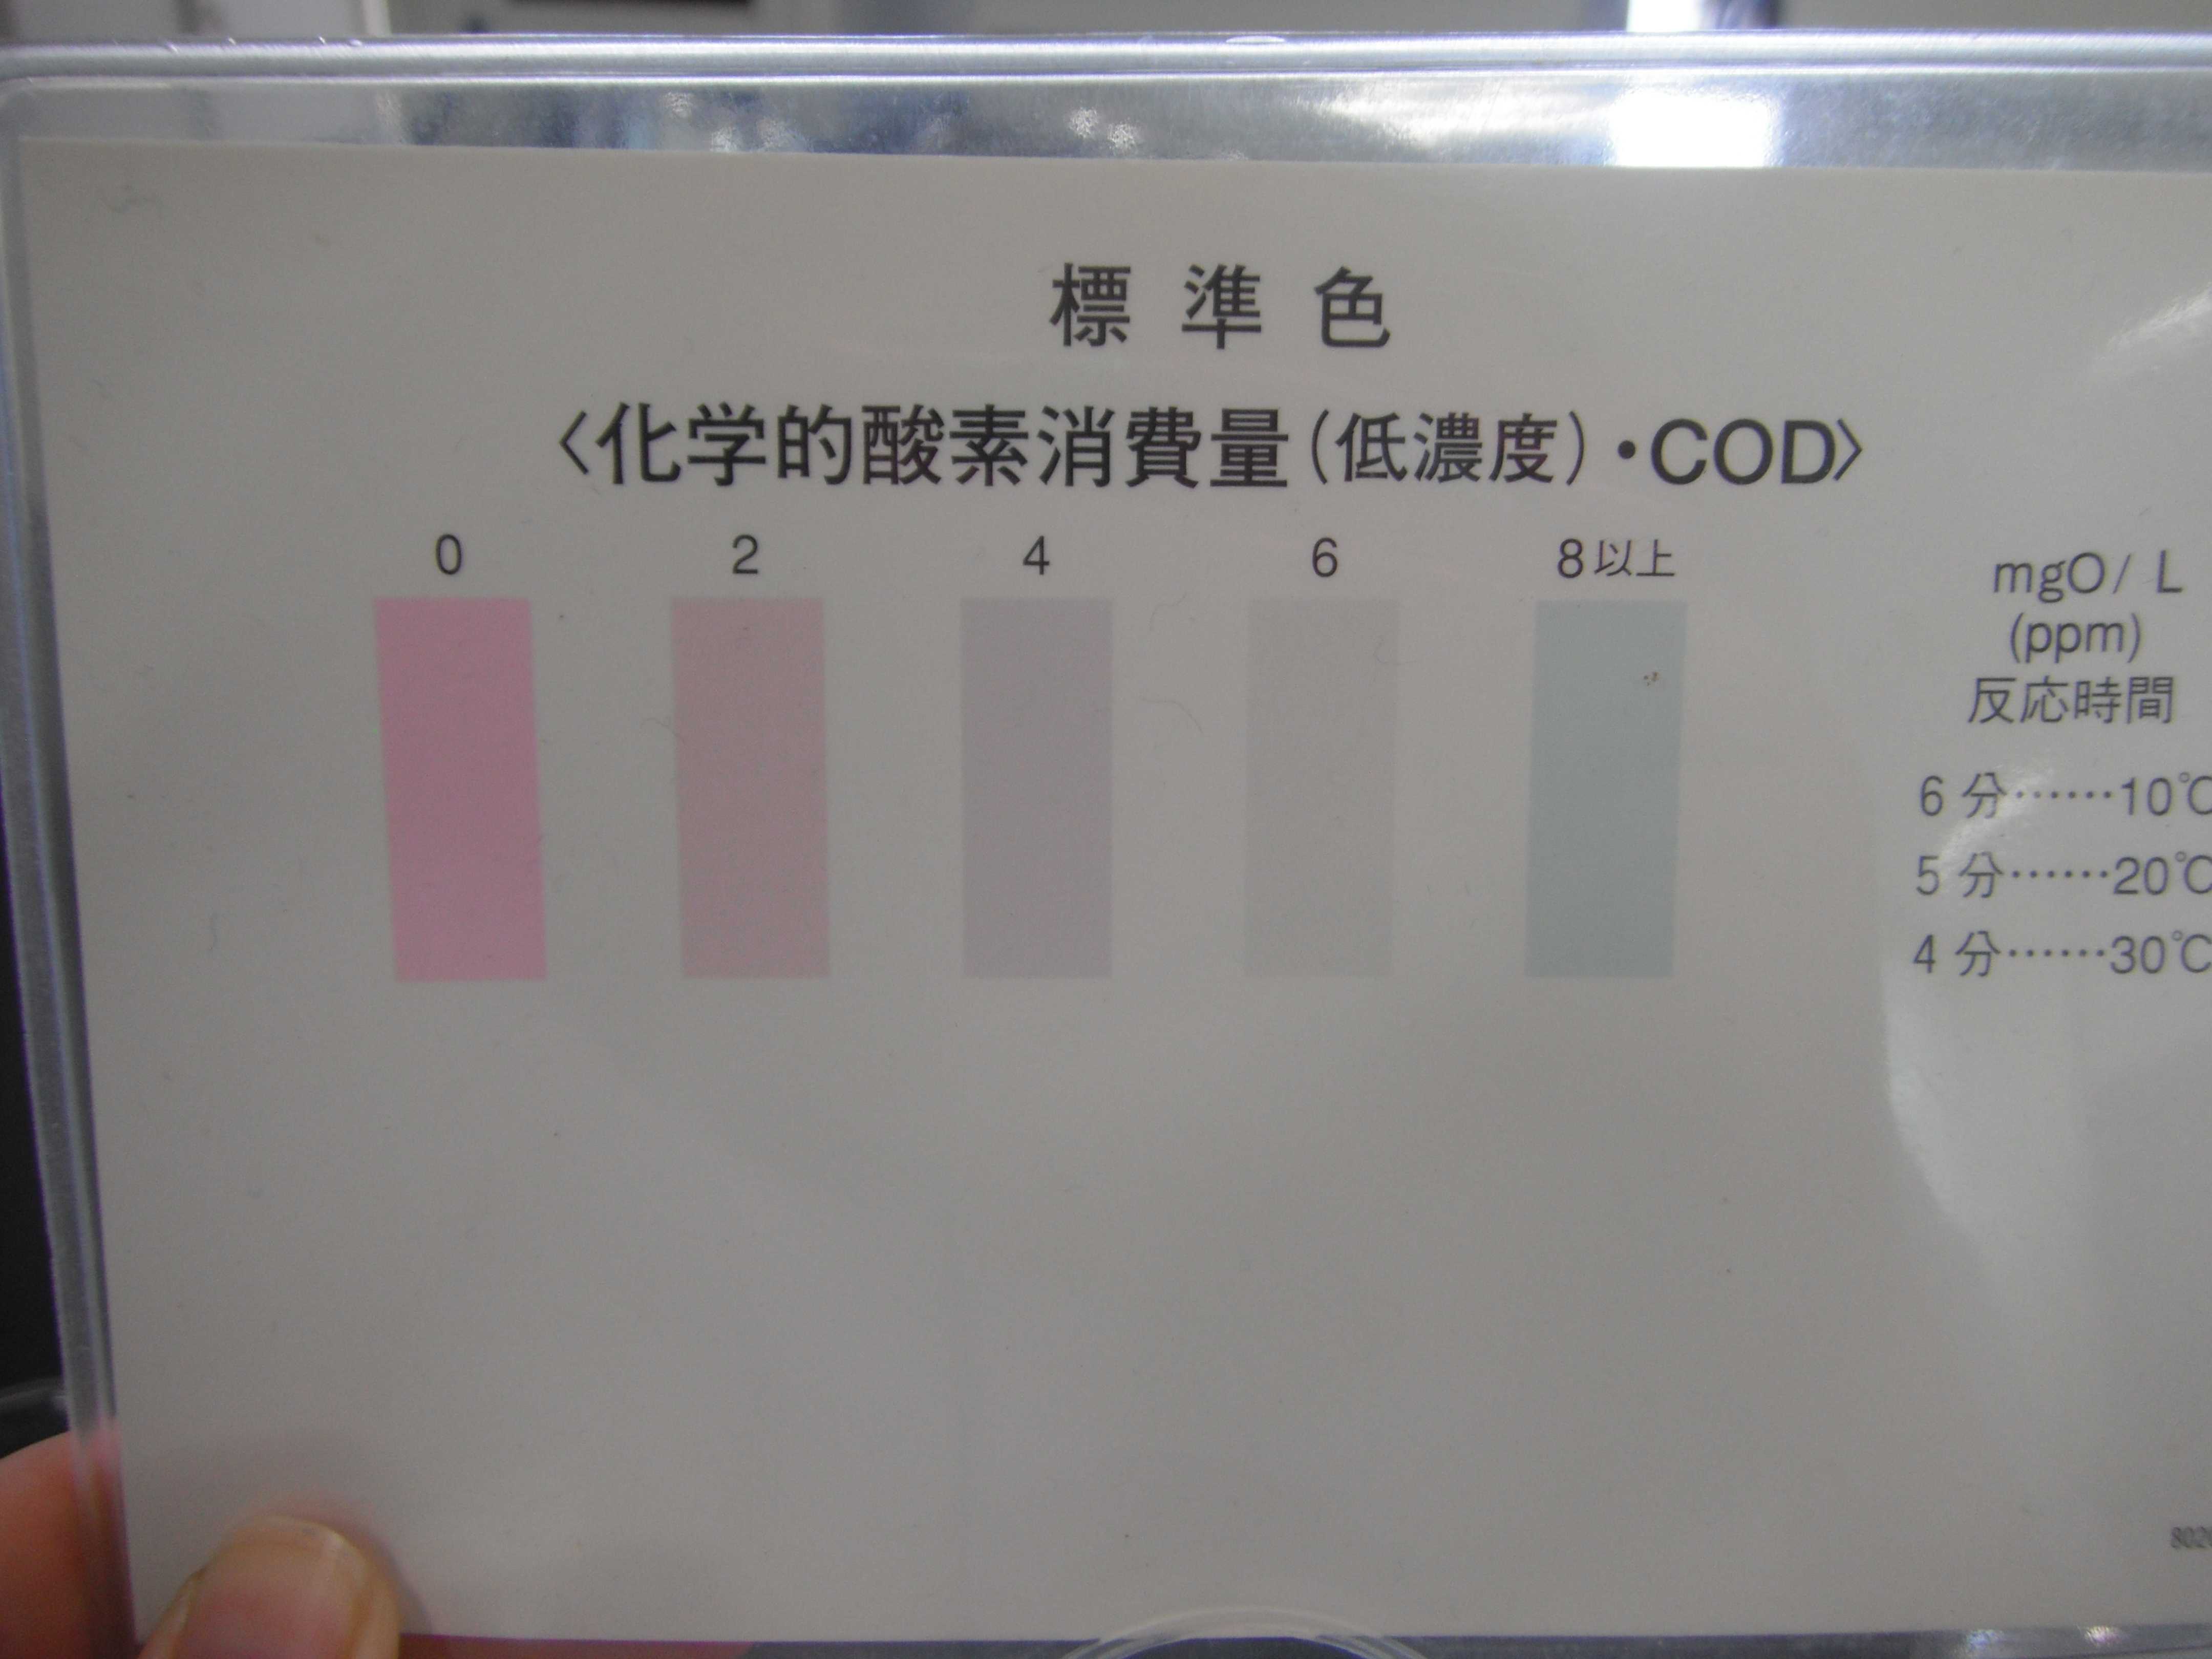 標準色
〈化学的酸素消費量(低濃度)・COD〉
0 2 4 6 8以上
mgO/ L
(ppm)
反応時間
6分……10℃
5分……20℃
4分……30℃